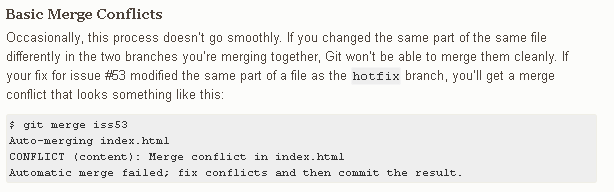 Basic Merge Conflicts
Occasionally, this process doesn't go smoothly. If you changed the same part of the same file
differently in the two branches you're merging together, Git won't be able to merge them cleanly. If
your fix for issue #53 modified the same part of a file as the hotfix branch, you'll get a merge
conflict that looks something like this:
$ git merge iss53
Auto-merging index.html
CONFLICT (content): Merge conflict in index.html
Automatic merge failed; fix conflicts and then commit the result.